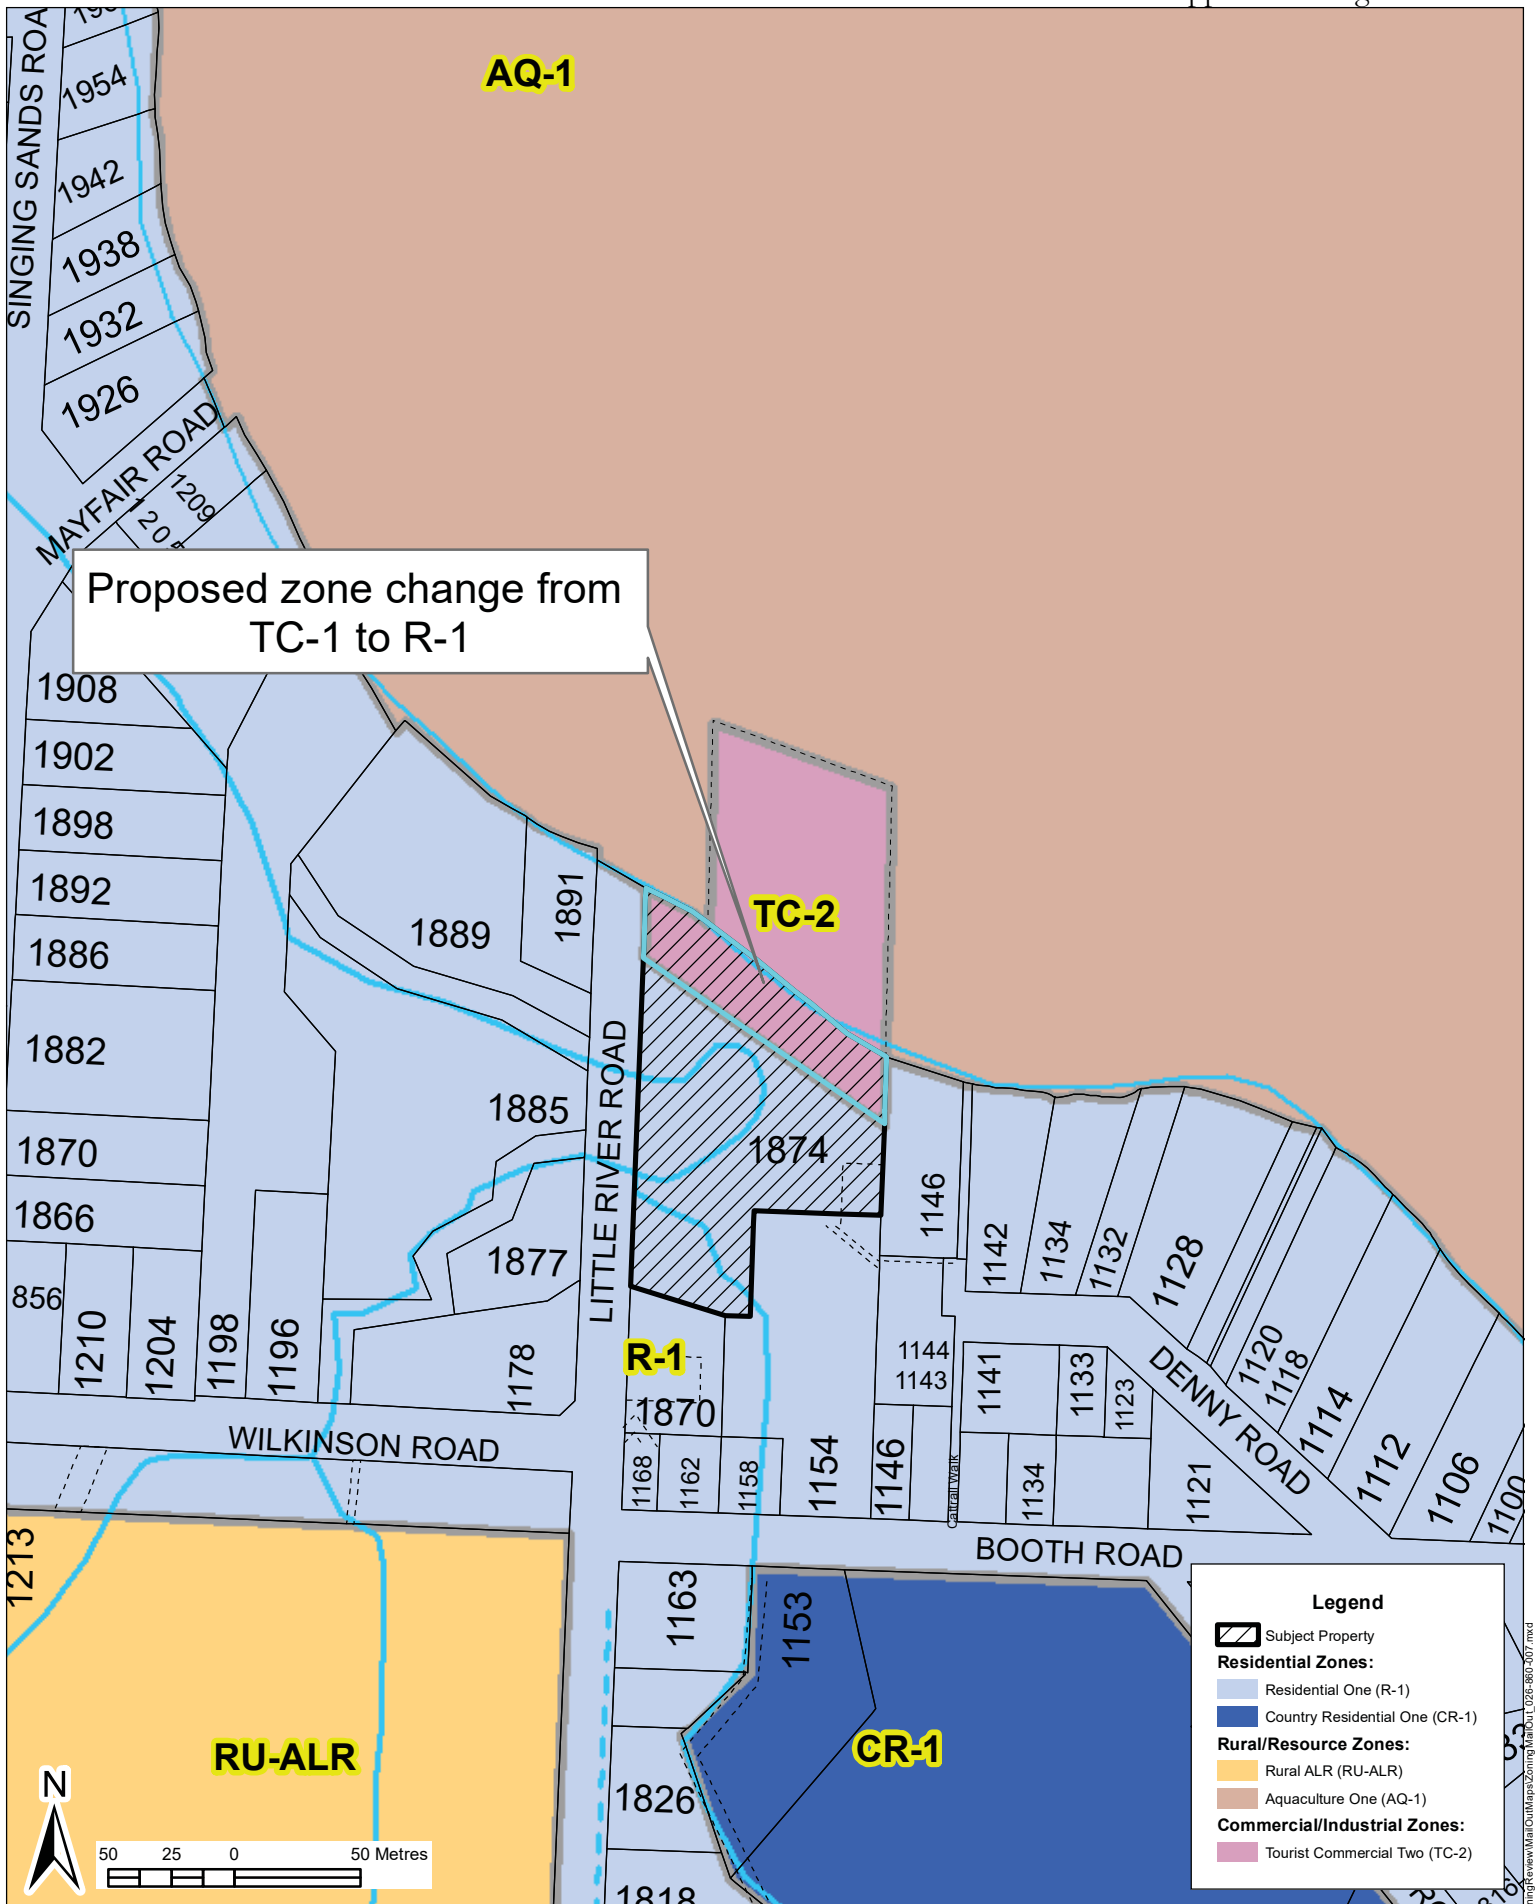 AQ-1
SINGING SANDS ROA
1954
1942
1938
1932
1926
MAYFAIR ROAD
1209
Proposed zone change from
TC-1 to R-1
1908
1902
1898
1892
1886
1882
1870
1866
856
1210
1204
1198
1196
1889
1891
1885
1877
1178
LITTLE RIVER ROAD
TC-2
1874
1146
1142
1134
1132
1128
1120
1118
1114
1112
1106
1100
R-1
1870
1168
1162
1158
1154
1146
1144
1143
1141
1133
1123
1134
1121
Cattrall Walk
DENNY ROAD
WILKINSON ROAD
BOOTH ROAD
1213
RU-ALR
1163
1153
CR-1
1826
1818
N
50 25 0 50 Metres
Legend
Subject Property
Residential Zones:
Residential One (R-1)
Country Residential One (CR-1)
Rural/Resource Zones:
Rural ALR (RU-ALR)
Aquaculture One (AQ-1)
Commercial/Industrial Zones:
Tourist Commercial Two (TC-2)